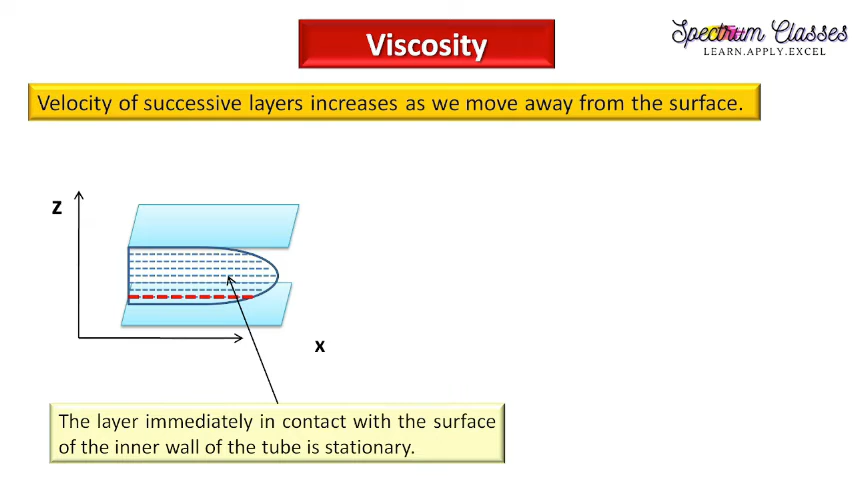 Viscosity
Spectrum Classes
LEARN.APPLY.EXCEL
Velocity of successive layers increases as we move away from the surface.
z
x
The layer immediately in contact with the surface
of the inner wall of the tube is stationary.